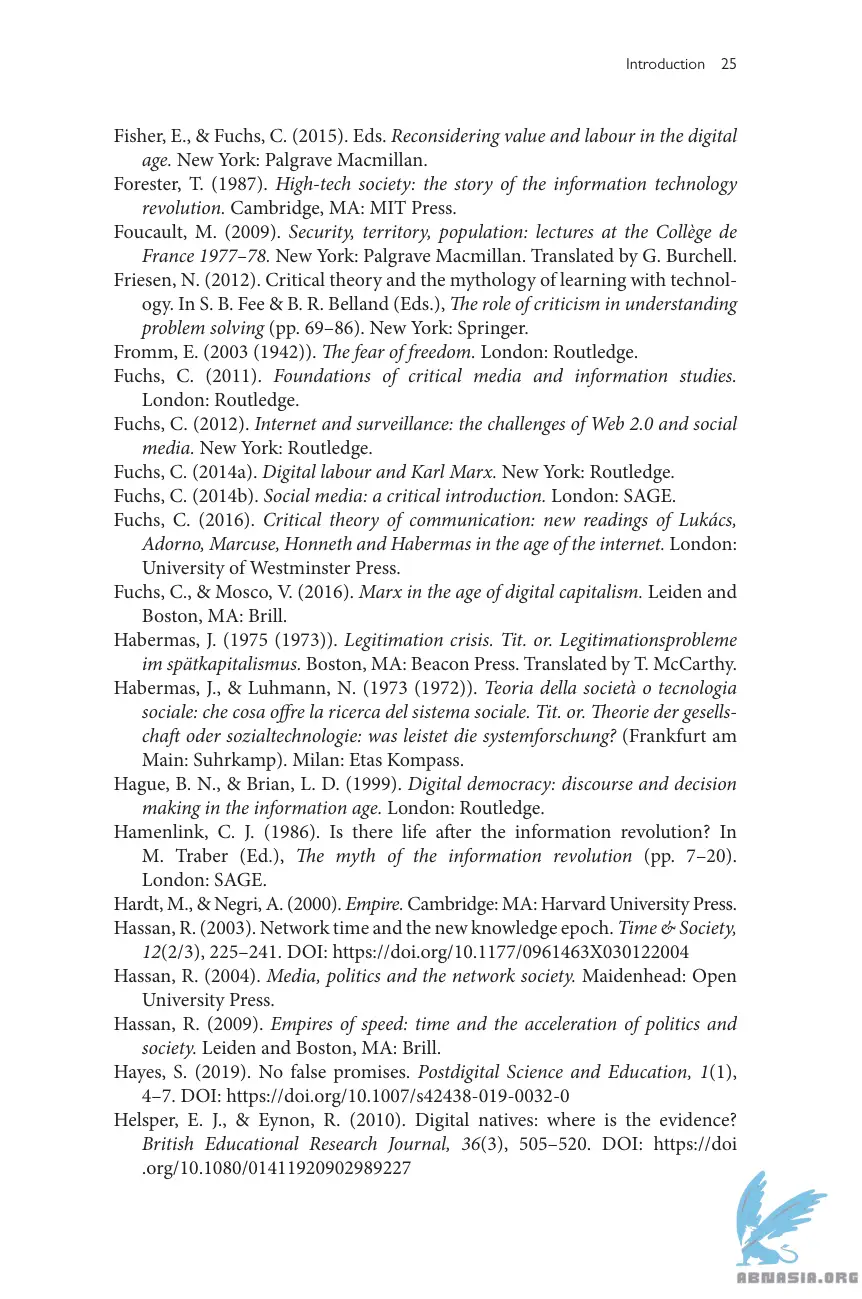 Introduction 25
Fisher, E., & Fuchs, C. (2015). Eds. Reconsidering value and labour in the digital
age. New York: Palgrave Macmillan.
Forester, T. (1987). High-tech society: the story of the information technology
revolution. Cambridge, MA: MIT Press.
Foucault, M. (2009). Security, territory, population: lectures at the Collège de
France 1977–78. New York: Palgrave Macmillan. Translated by G. Burchell.
Friesen, N. (2012). Critical theory and the mythology of learning with technol-
ogy. In S. B. Fee & B. R. Belland (Eds.), The role of criticism in understanding
problem solving (pp. 69–86). New York: Springer.
Fromm, E. (2003 (1942)). The fear of freedom. London: Routledge.
Fuchs, C. (2011). Foundations of critical media and information studies.
London: Routledge.
Fuchs, C. (2012). Internet and surveillance: the challenges of Web 2.0 and social
media. New York: Routledge.
Fuchs, C. (2014a). Digital labour and Karl Marx. New York: Routledge.
Fuchs, C. (2014b). Social media: a critical introduction. London: SAGE.
Fuchs, C. (2016). Critical theory of communication: new readings of Lukács,
Adorno, Marcuse, Honneth and Habermas in the age of the internet. London:
University of Westminster Press.
Fuchs, C., & Mosco, V. (2016). Marx in the age of digital capitalism. Leiden and
Boston, MA: Brill.
Habermas, J. (1975 (1973)). Legitimation crisis. Tit. or. Legitimationsprobleme
im spätkapitalismus. Boston, MA: Beacon Press. Translated by T. McCarthy.
Habermas, J., & Luhmann, N. (1973 (1972)). Teoria della società o tecnologia
sociale: che cosa offre la ricerca del sistema sociale. Tit. or. Theorie der gesells-
chaft oder sozialtechnologie: was leistet die systemforschung? (Frankfurt am
Main: Suhrkamp). Milan: Etas Kompass.
Hague, B. N., & Brian, L. D. (1999). Digital democracy: discourse and decision
making in the information age. London: Routledge.
Hamenlink, C. J. (1986). Is there life after the information revolution? In
M. Traber (Ed.), The myth of the information revolution (pp. 7–20).
London: SAGE.
Hardt, M., & Negri, A. (2000). Empire. Cambridge: MA: Harvard University Press.
Hassan, R. (2003). Network time and the new knowledge epoch. Time & Society,
12(2/3), 225–241. DOI: https://doi.org/10.1177/0961463X030122004
Hassan, R. (2004). Media, politics and the network society. Maidenhead: Open
University Press.
Hassan, R. (2009). Empires of speed: time and the acceleration of politics and
society. Leiden and Boston, MA: Brill.
Hayes, S. (2019). No false promises. Postdigital Science and Education, 1(1),
4–7. DOI: https://doi.org/10.1007/s42438-019-0032-0
Helsper, E. J., & Eynon, R. (2010). Digital natives: where is the evidence?
British Educational Research Journal, 36(3), 505–520. DOI: https://doi
.org/10.1080/01411920902989227
ABNASIA.ORG